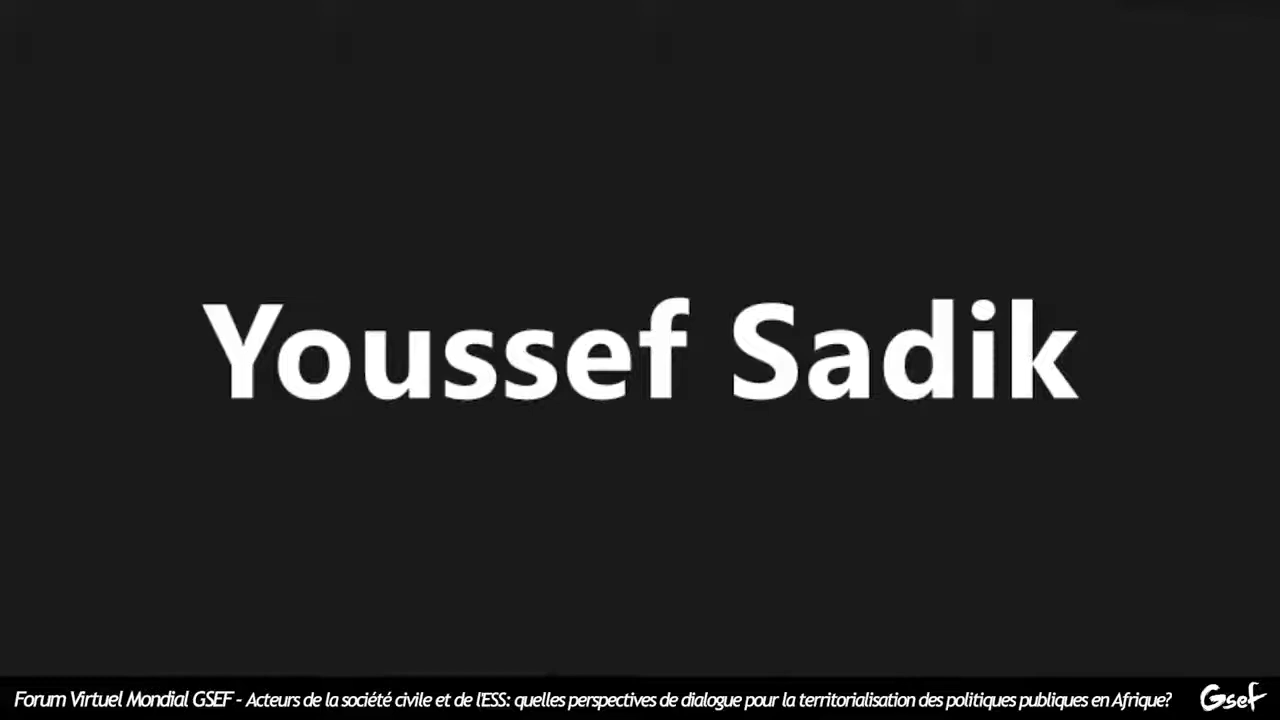 Youssef Sadik
Forum Virtuel Mondial GSEF - Acteurs de la société civile et de l'ESS: quelles perspectives de dialogue pour la territorialisation des politiques publiques en Afrique?
Gsef